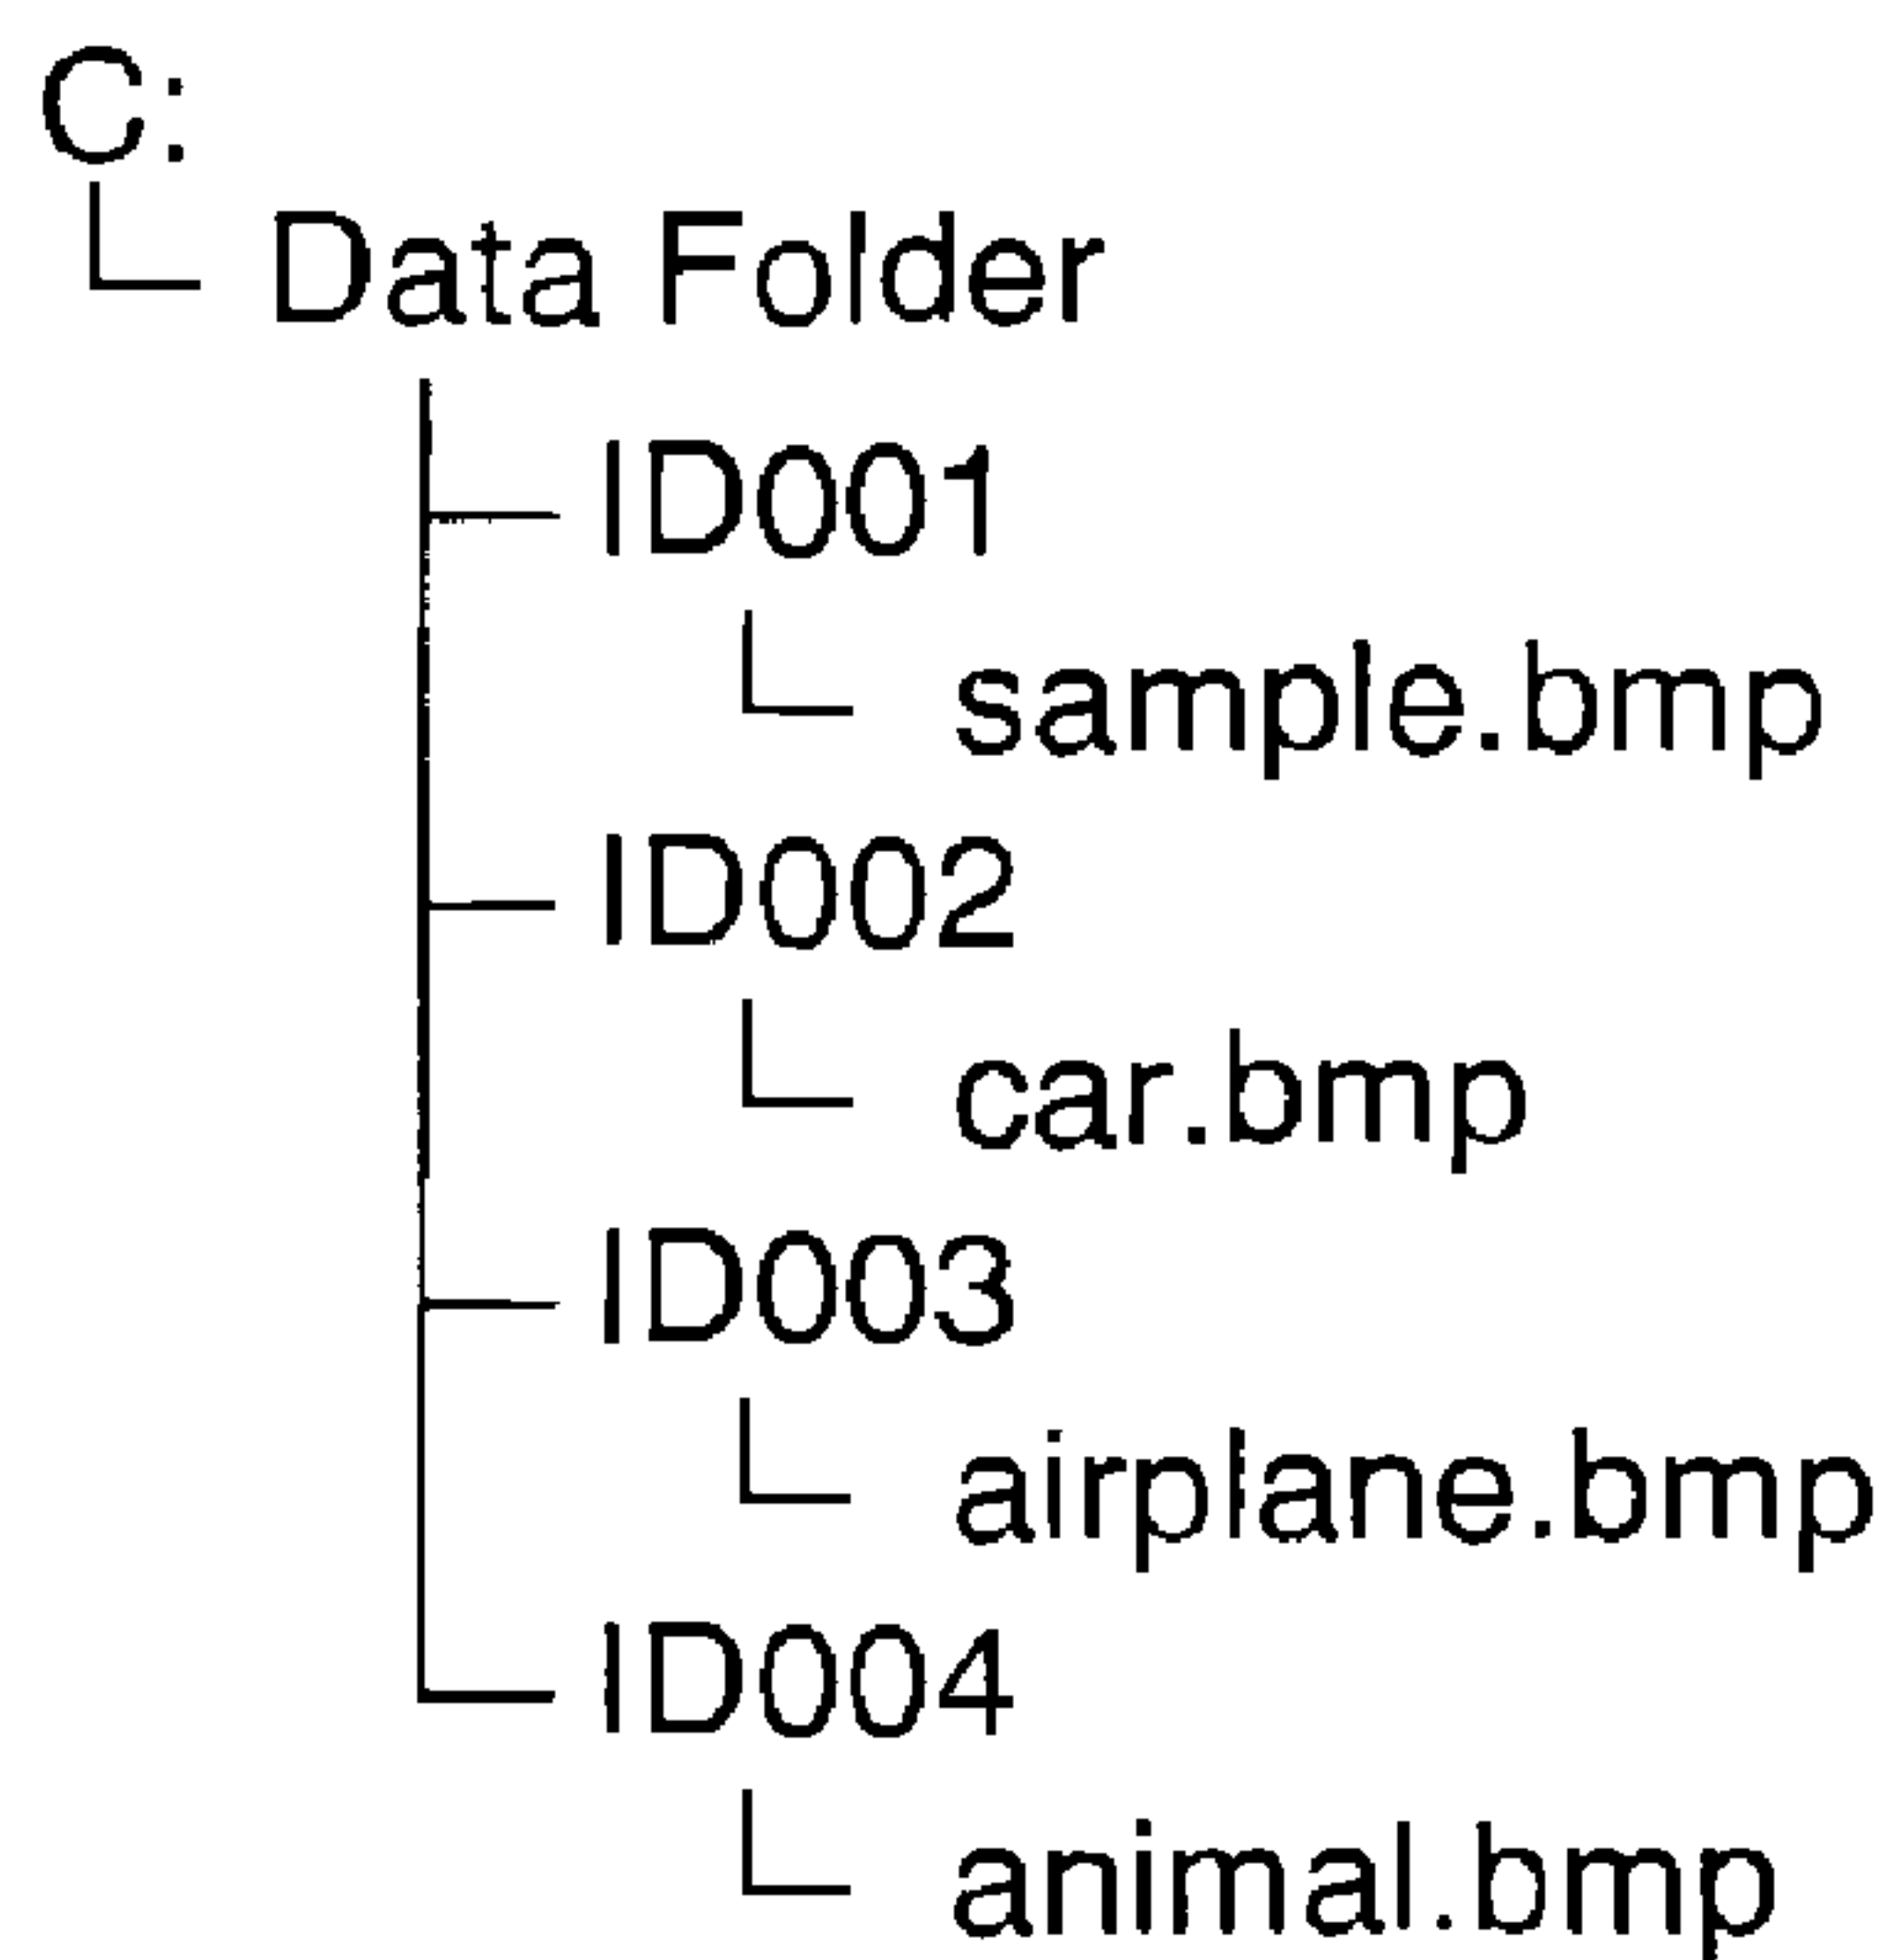 C:
Data Folder
ID001
sample.bmp
ID002
car.bmp
ID003
airplane.bmp
ID004
animal.bmp